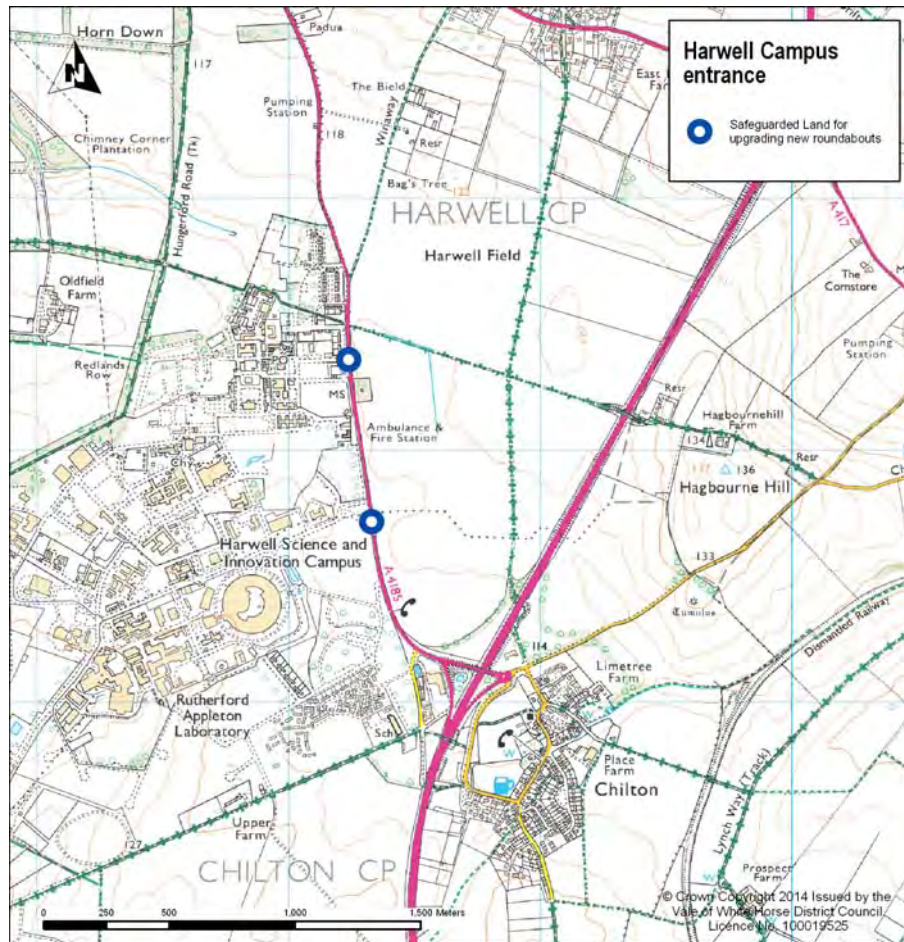 Horn Down
117
Padua
The Bield
East
Pumping
Station
118
Winaway
Resr
Chimney Corner
Plantation
Hungerford Road (Tk)
Bag's Tree
123
HARWELL CP
Harwell Field
Oldfield
Farm
Redlands
Row
MS
Ambulance &
Fire Station
Chy
Harwell Science and
Innovation Campus
A 4185
Rutherford
Appleton
Laboratory
Sch
Upper
Farm
127
CHILTON CP
Harwell Campus
entrance
Safeguarded Land for
upgrading new roundabouts
A 417
The
Cornstore
Pumping
Station
Resr
Hagbournehill
Farm
134
136
Resr
Hagbourne Hill
133
Tumulus
Dismantled Railway
114
Limetree
Farm
Place
Farm
Chilton
Lynch Way (Track)
Prospect
Farm
© Crown Copyright 2014 Issued by the
Vale of White Horse District Council.
Licence No. 100019525
0 250 500 1,000 1,500 Meters
N